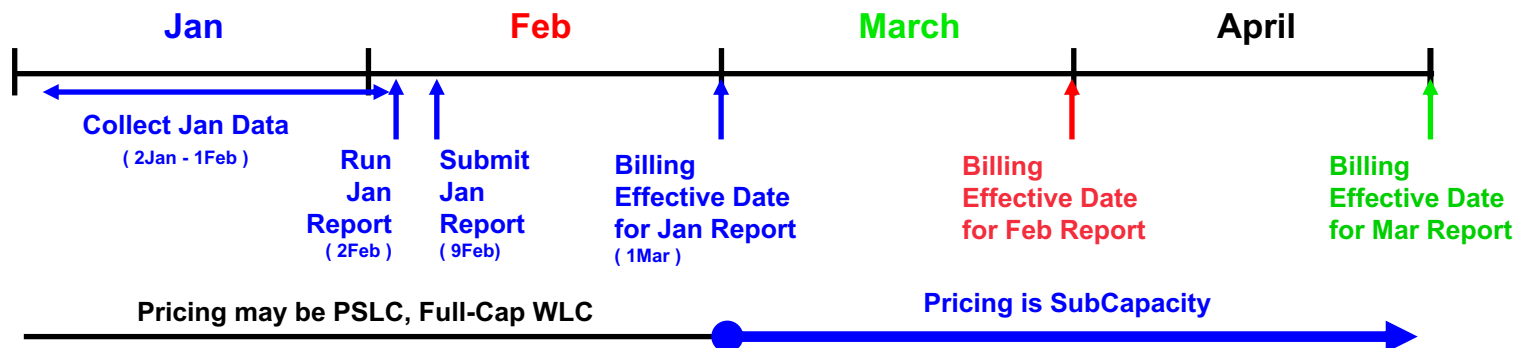 Jan
Feb
March
April
Collect Jan Data
( 2Jan - 1Feb )
Run
Jan
Report
( 2Feb )
Submit
Jan
Report
( 9Feb)
Billing
Effective Date
for Jan Report
( 1Mar )
Billing
Effective Date
for Feb Report
Billing
Effective Date
for Mar Report
Pricing may be PSLC, Full-Cap WLC
Pricing is SubCapacity